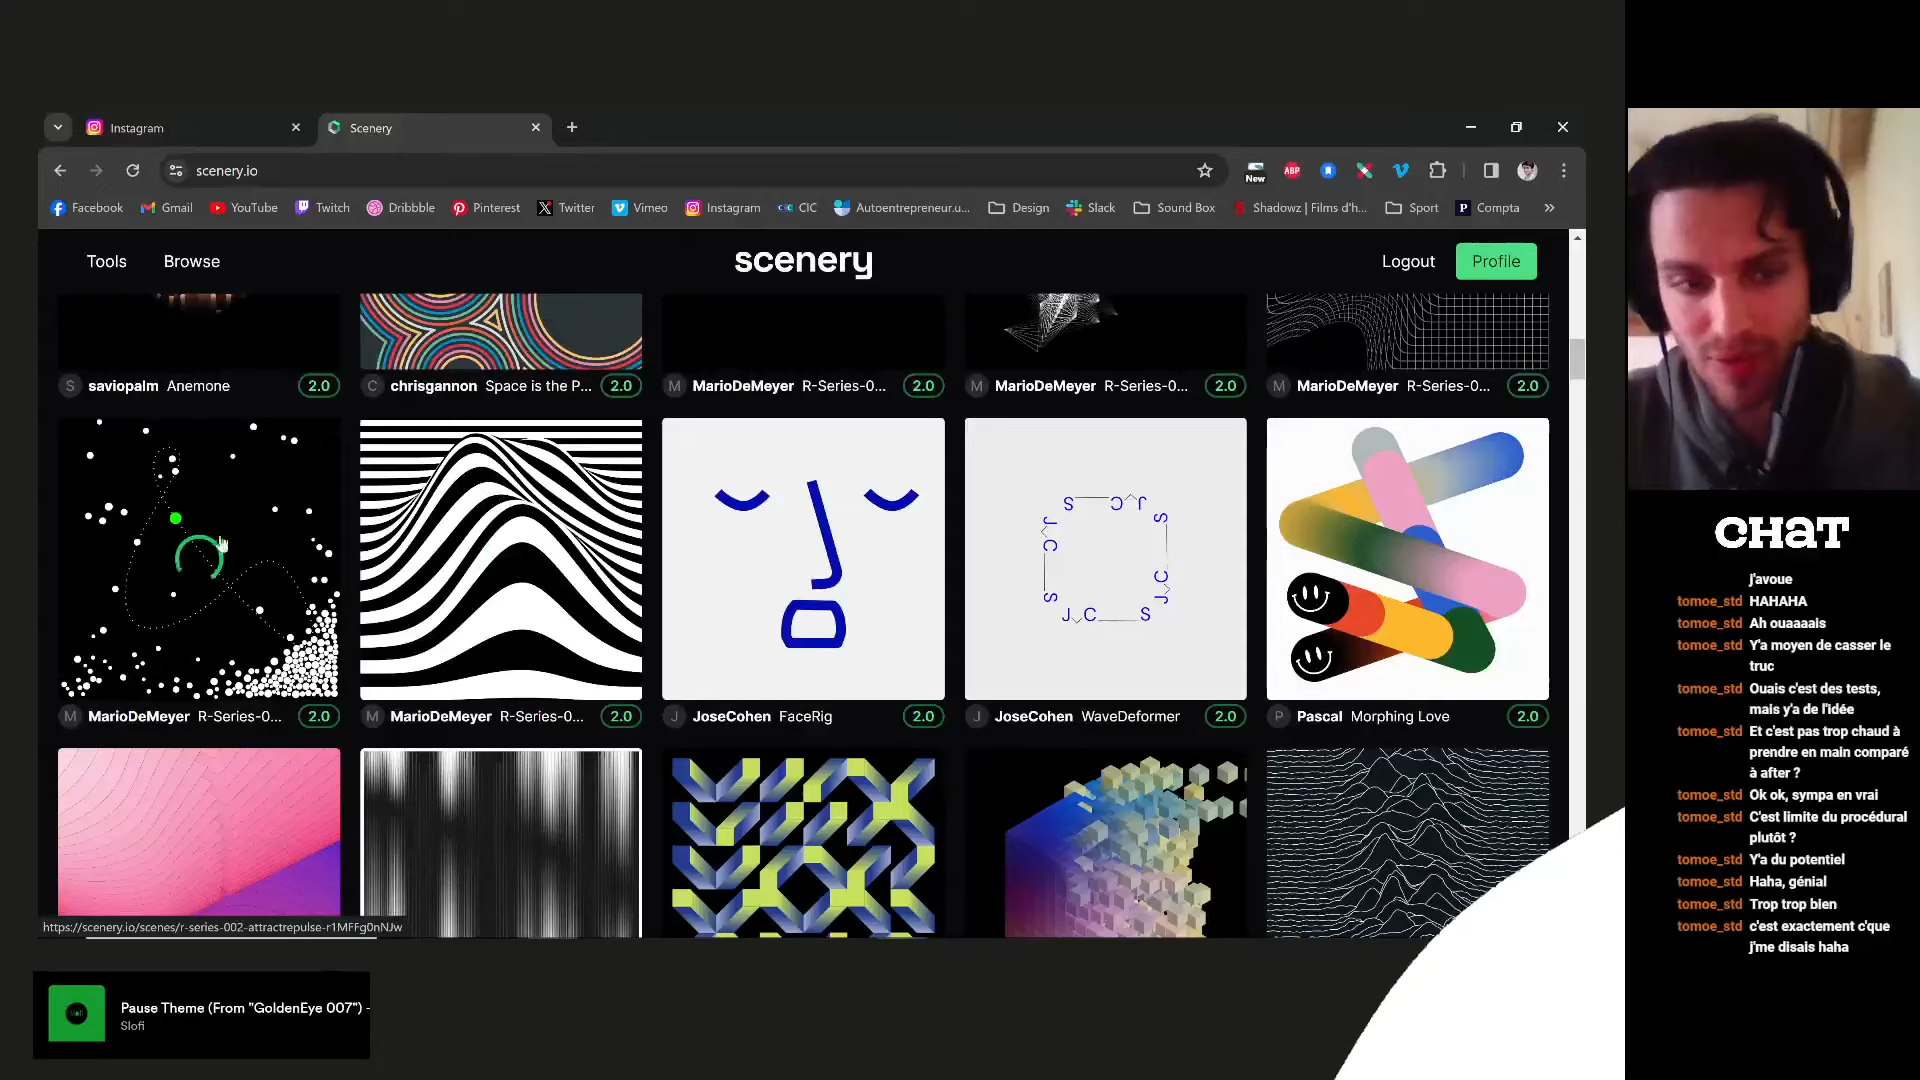 Instagram
Scenery
scenery.io
New
ABP
Facebook
Gmail
YouTube
Twitch
Dribbble
Pinterest
Twitter
Vimeo
Instagram
CIC
CIC
Autoentrepreneur.u...
Design
Slack
Sound Box
Shadowz | Films d'h...
Sport
P
Compta
»
Tools
Browse
scenery
Logout
Profile
S saviopalm Anemone 2.0
C chrisgannon Space is the P... 2.0
M MarioDeMeyer R-Series-0... 2.0
M MarioDeMeyer R-Series-0... 2.0
M MarioDeMeyer R-Series-0... 2.0
M MarioDeMeyer R-Series-0... 2.0
M MarioDeMeyer R-Series-0... 2.0
J JoseCohen FaceRig 2.0
J JoseCohen WaveDeformer 2.0
P Pascal Morphing Love 2.0
https://scenery.io/scenes/r-series-002-attractrepulse-r1MFFg0nNJw
Pause Theme (From "GoldenEye 007") -
Slofi
CHAT
j'avoue
tomoe_std HAHAHA
tomoe_std Ah ouaaaais
tomoe_std Y'a moyen de casser le
truc
tomoe_std Ouais c'est des tests,
mais y'a de l'idée
tomoe_std Et c'est pas trop chaud à
prendre en main comparé
à after ?
tomoe_std Ok ok, sympa en vrai
tomoe_std C'est limite du procédural
plutôt ?
tomoe_std Y'a du potentiel
tomoe_std Haha, génial
tomoe_std Trop trop bien
tomoe_std c'est exactement c'que
j'me disais haha